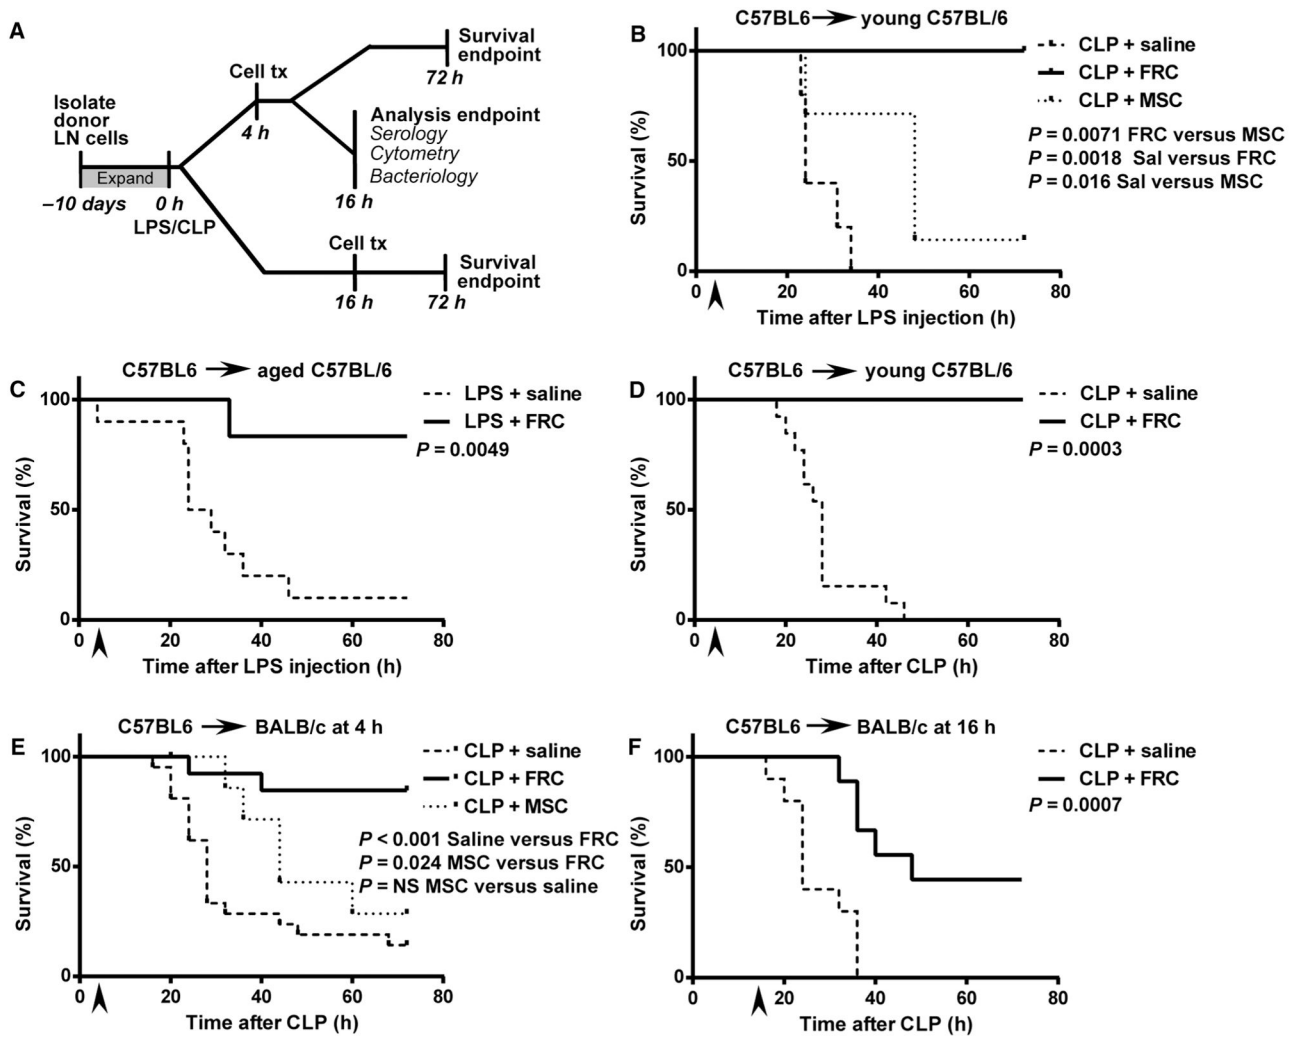 A
Isolate
donor
LN cells
Expand
–10 days
0 h
LPS/CLP
Cell tx
4 h
Survival
endpoint
72 h
Analysis endpoint
Serology
Cytometry
Bacteriology
16 h
Cell tx
16 h
Survival
endpoint
72 h
B
C57BL6 young C57BL/6
CLP + saline
CLP + FRC
CLP + MSC
P = 0.0071 FRC versus MSC
P = 0.0018 Sal versus FRC
P = 0.016 Sal versus MSC
Survival (%)
100
50
0
0 20 40 60 80
Time after LPS injection (h)
C
C57BL6 aged C57BL/6
LPS + saline
LPS + FRC
P = 0.0049
Survival (%)
100
50
0
0 20 40 60 80
Time after LPS injection (h)
D
C57BL6 young C57BL/6
CLP + saline
CLP + FRC
P = 0.0003
Survival (%)
100
50
0
0 20 40 60 80
Time after CLP (h)
E
C57BL6 BALB/c at 4 h
CLP + saline
CLP + FRC
CLP + MSC
P < 0.001 Saline versus FRC
P = 0.024 MSC versus FRC
P = NS MSC versus saline
Survival (%)
100
50
0
0 20 40 60 80
Time after CLP (h)
F
C57BL6 BALB/c at 16 h
CLP + saline
CLP + FRC
P = 0.0007
Survival (%)
100
50
0
0 20 40 60 80
Time after CLP (h)